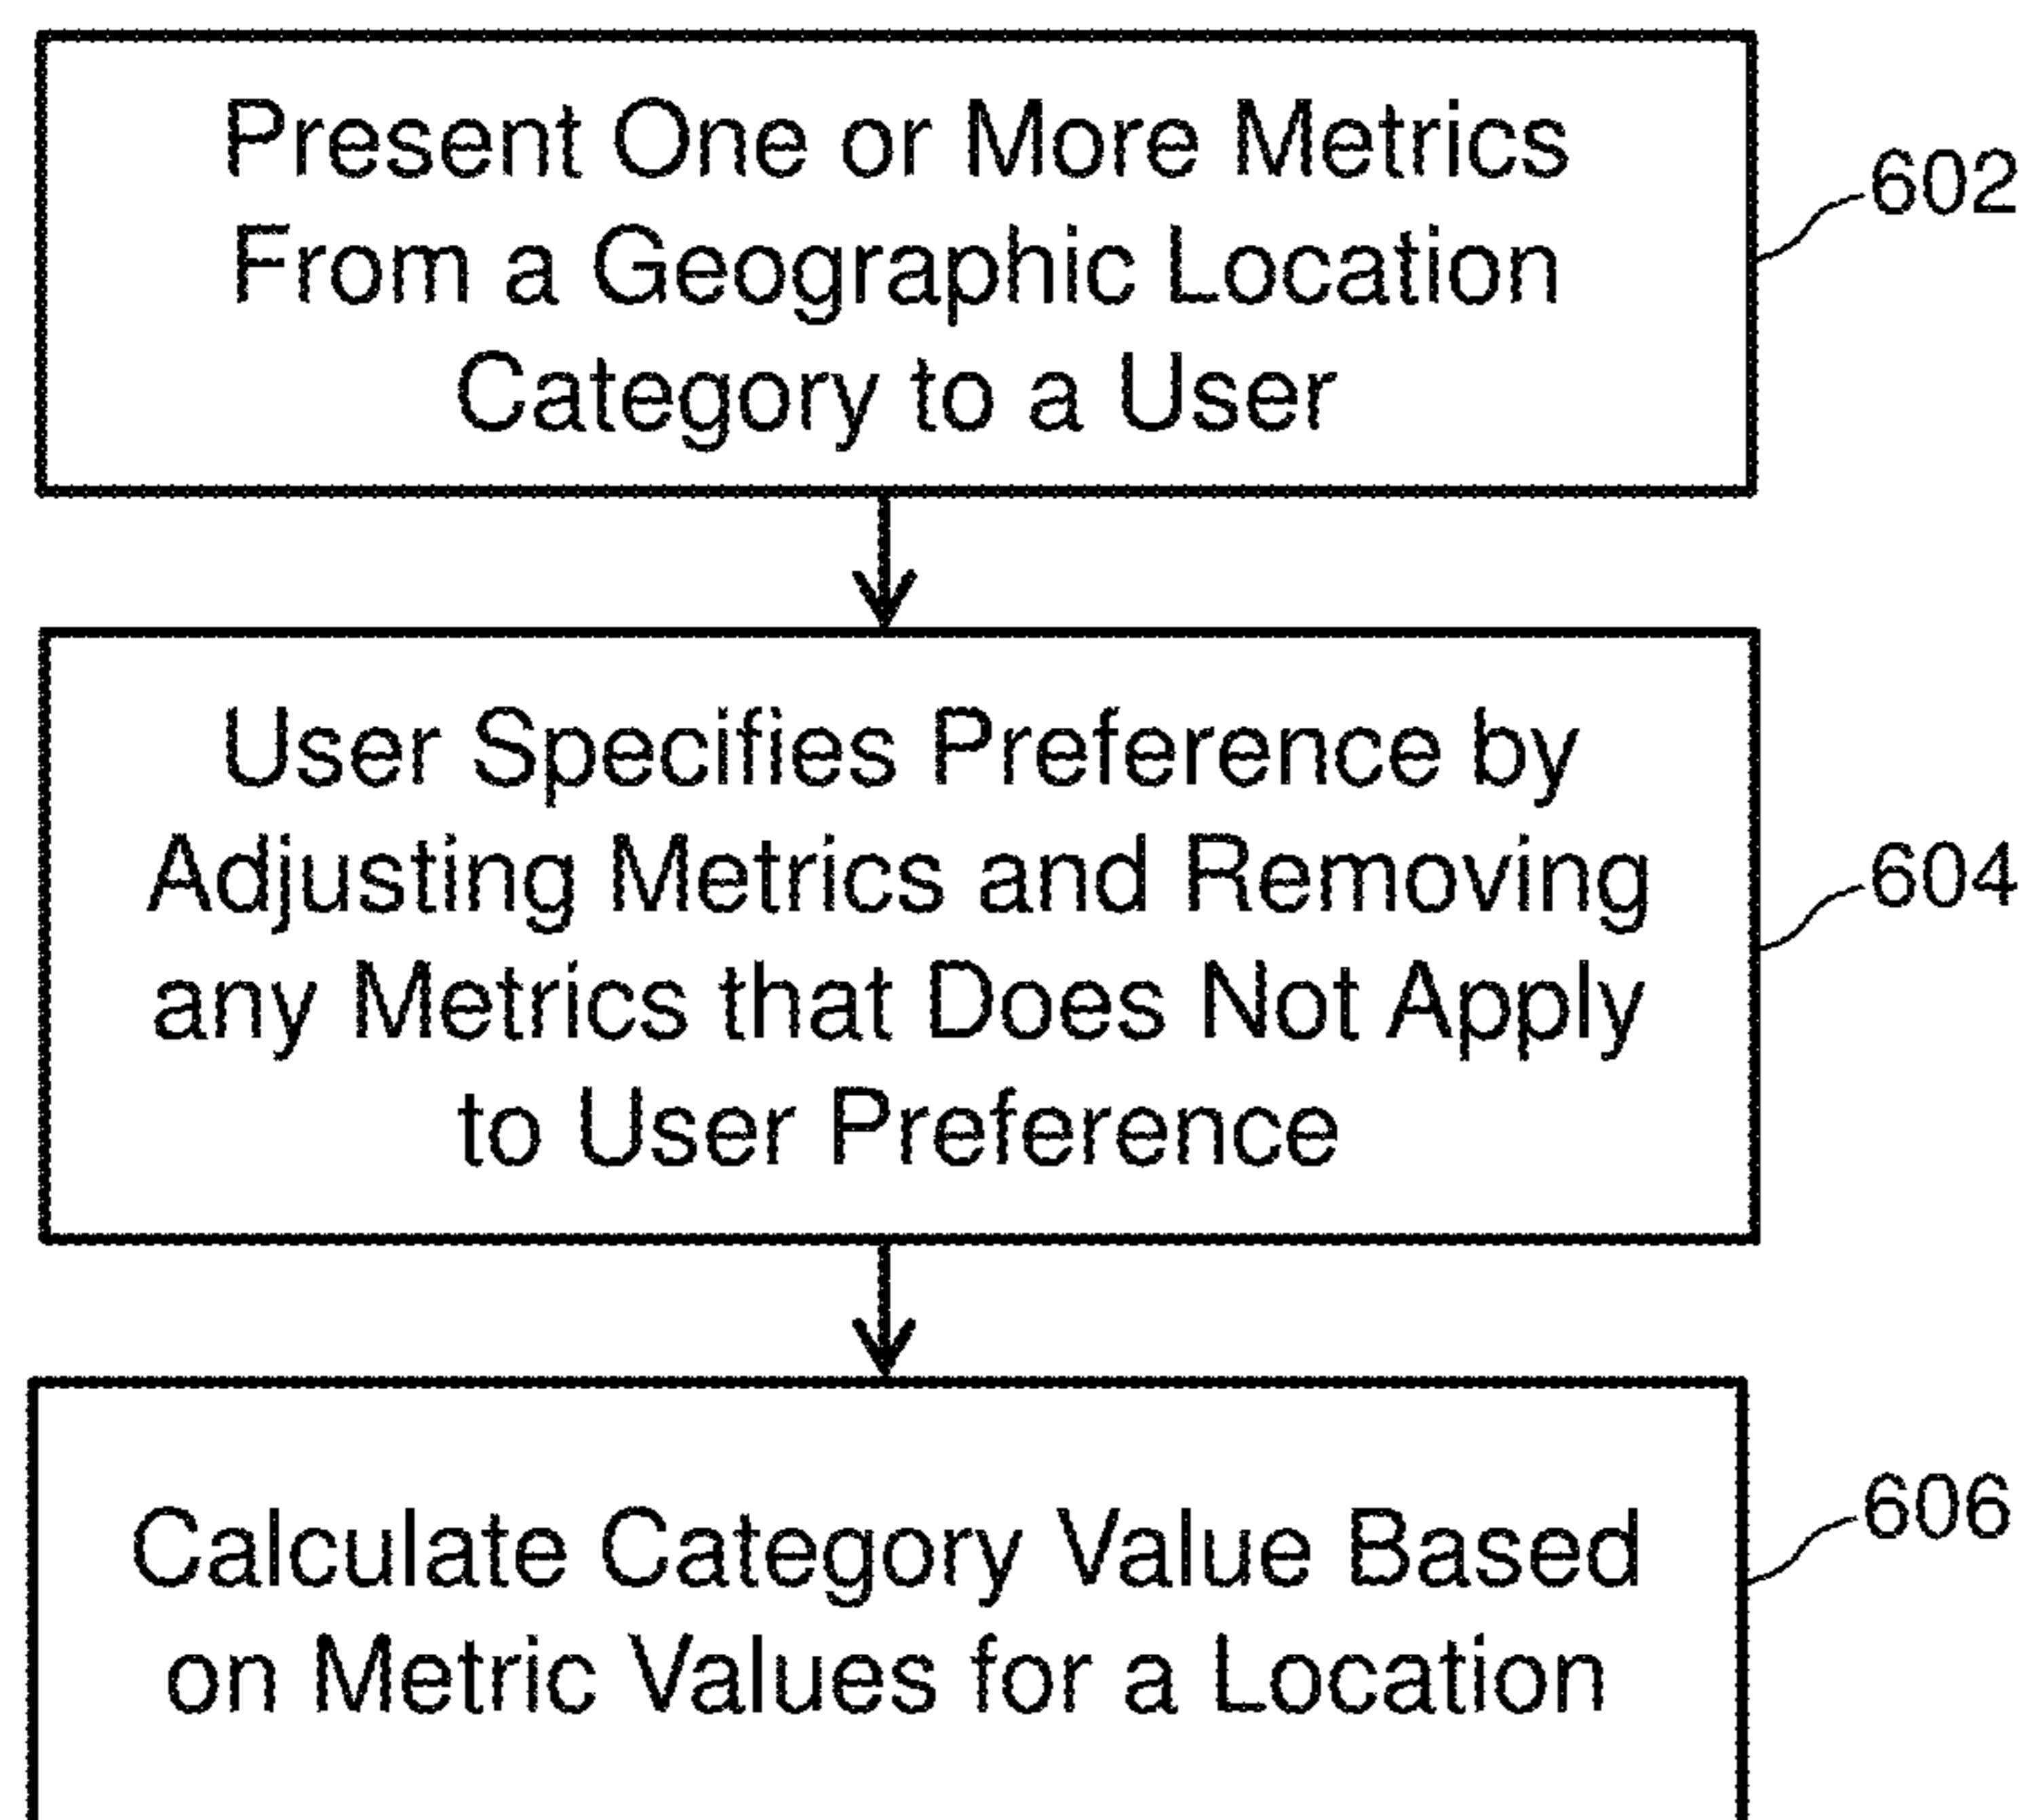 Present One or More Metrics
From a Geographic Location
Category to a User
602
User Specifies Preference by
Adjusting Metrics and Removing
any Metrics that Does Not Apply
to User Preference
604
Calculate Category Value Based
on Metric Values for a Location
606